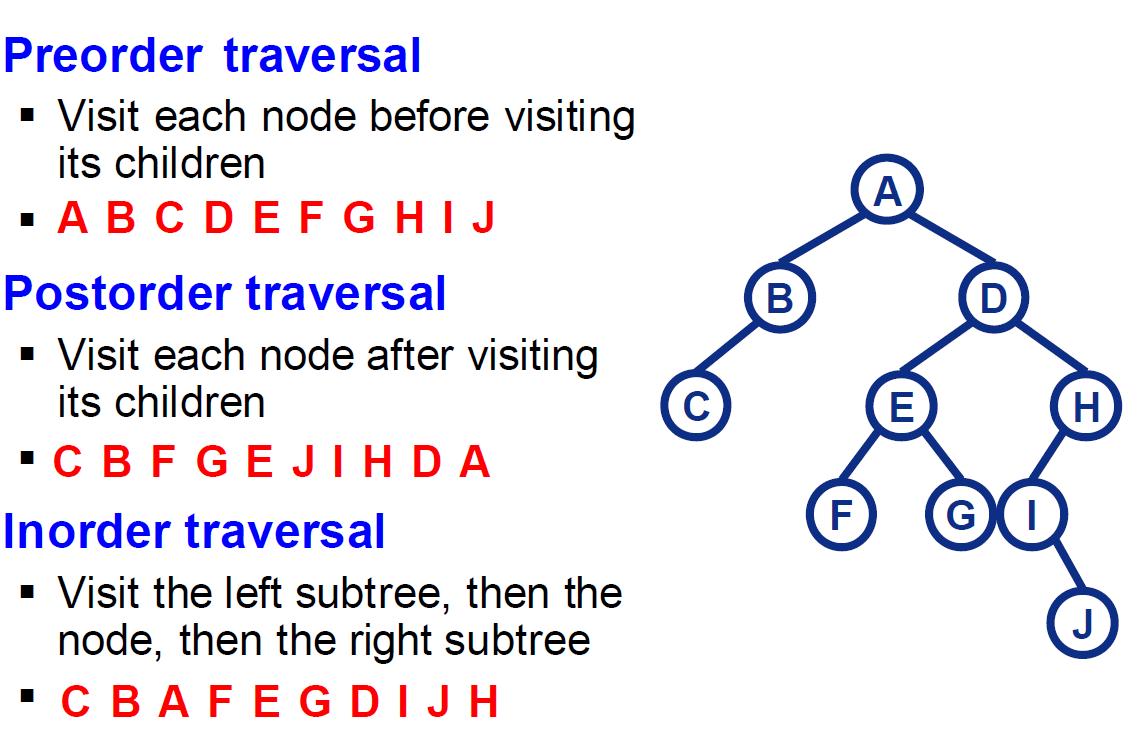 Preorder traversal
▪ Visit each node before visiting
its children
▪ A B C D E F G H I J
Postorder traversal
▪ Visit each node after visiting
its children
▪ C B F G E J I H D A
Inorder traversal
▪ Visit the left subtree, then the
node, then the right subtree
▪ C B A F E G D I J H
A
B D
C E H
F G I
J